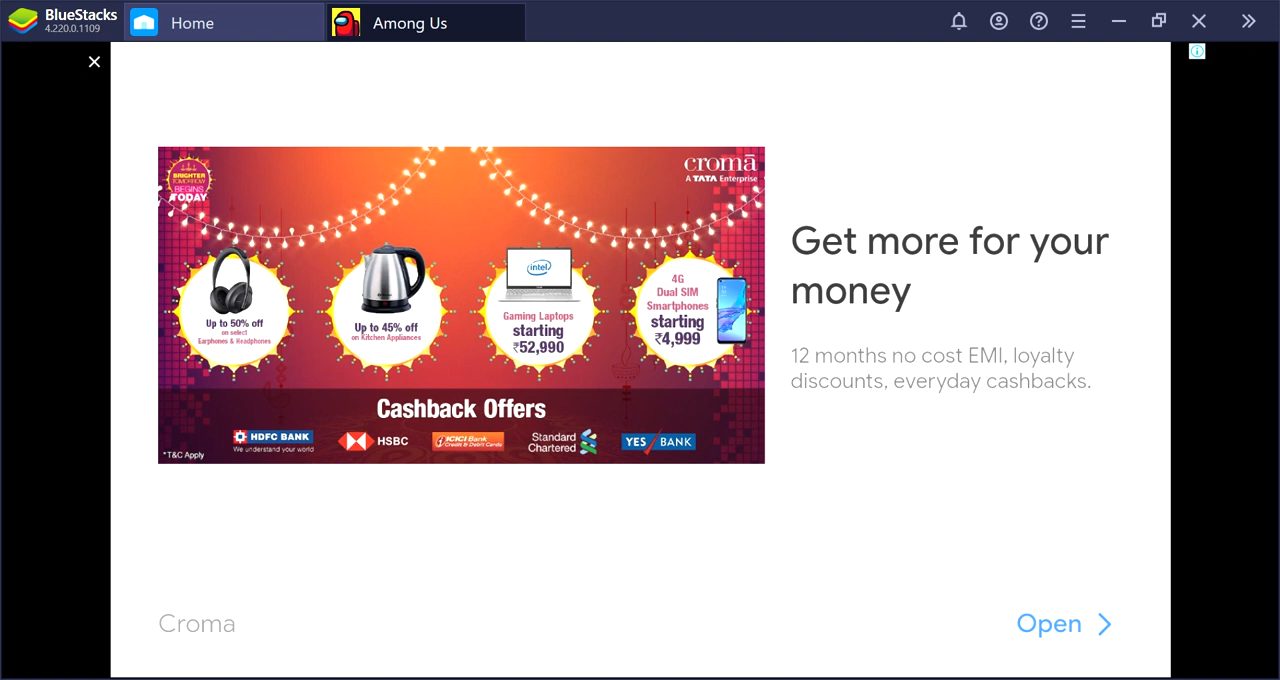 BlueStacks
4.220.0.1109
Home
Among Us
BRIGHTER
TOMORROW
BEGINS
TODAY
cromā
A TATA Enterprise
Up to 50% off
on select
Earphones & Headphones
Up to 45% off
on Kitchen Appliances
intel
Gaming Laptops
starting
₹52,990
4G
Dual SIM
Smartphones
starting
₹4,999
Cashback Offers
HDFC BANK
We understand your world
HSBC
ICICI Bank
Credit & Debit Cards
Standard
Chartered
YES BANK
*T&C Apply
Get more for your
money
12 months no cost EMI, loyalty
discounts, everyday cashbacks.
Croma
Open